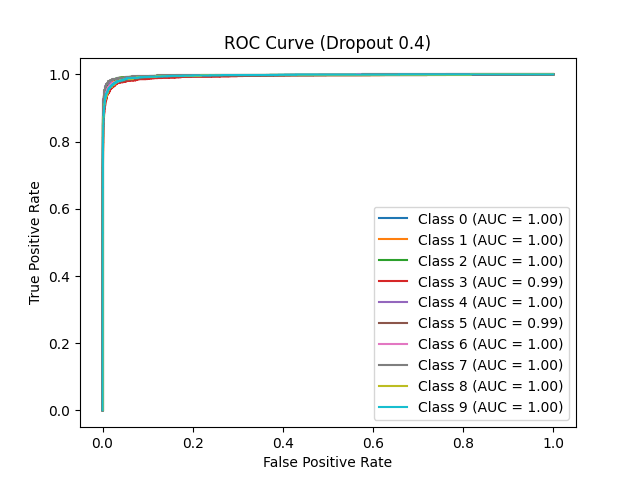 ROC Curve (Dropout 0.4)
True Positive Rate
1.0
0.8
0.6
0.4
0.2
0.0
Class 0 (AUC = 1.00)
Class 1 (AUC = 1.00)
Class 2 (AUC = 1.00)
Class 3 (AUC = 0.99)
Class 4 (AUC = 1.00)
Class 5 (AUC = 0.99)
Class 6 (AUC = 1.00)
Class 7 (AUC = 1.00)
Class 8 (AUC = 1.00)
Class 9 (AUC = 1.00)
0.0 0.2 0.4 0.6 0.8 1.0
False Positive Rate